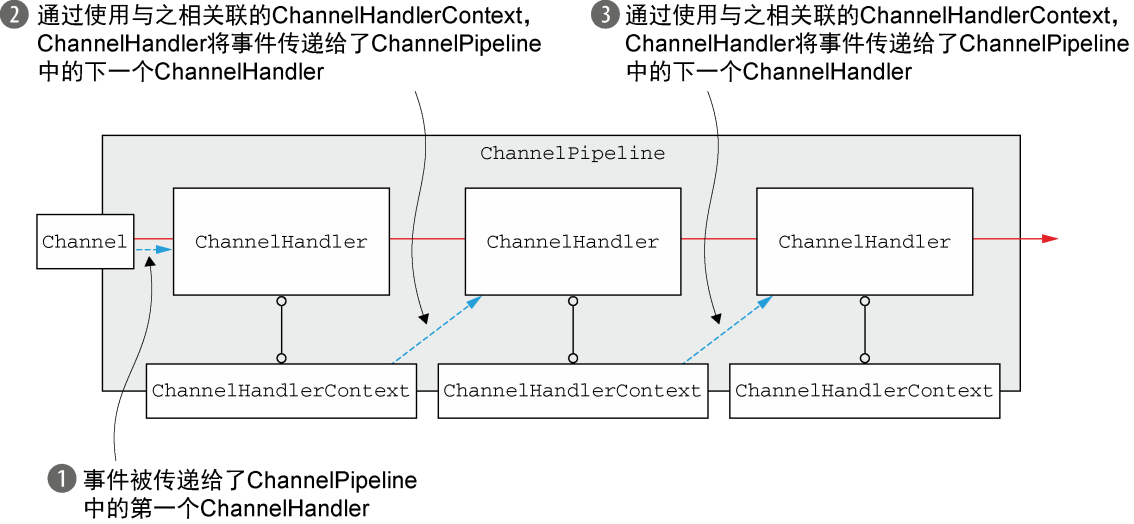 ❷ 通过使用与之相关联的ChannelHandlerContext，
ChannelHandler将事件传递给了ChannelPipeline
中的下一个ChannelHandler
❸ 通过使用与之相关联的ChannelHandlerContext，
ChannelHandler将事件传递给了ChannelPipeline
中的下一个ChannelHandler
ChannelPipeline
Channel
ChannelHandler
ChannelHandler
ChannelHandler
ChannelHandlerContext
ChannelHandlerContext
ChannelHandlerContext
❶ 事件被传递给了ChannelPipeline
中的第一个ChannelHandler